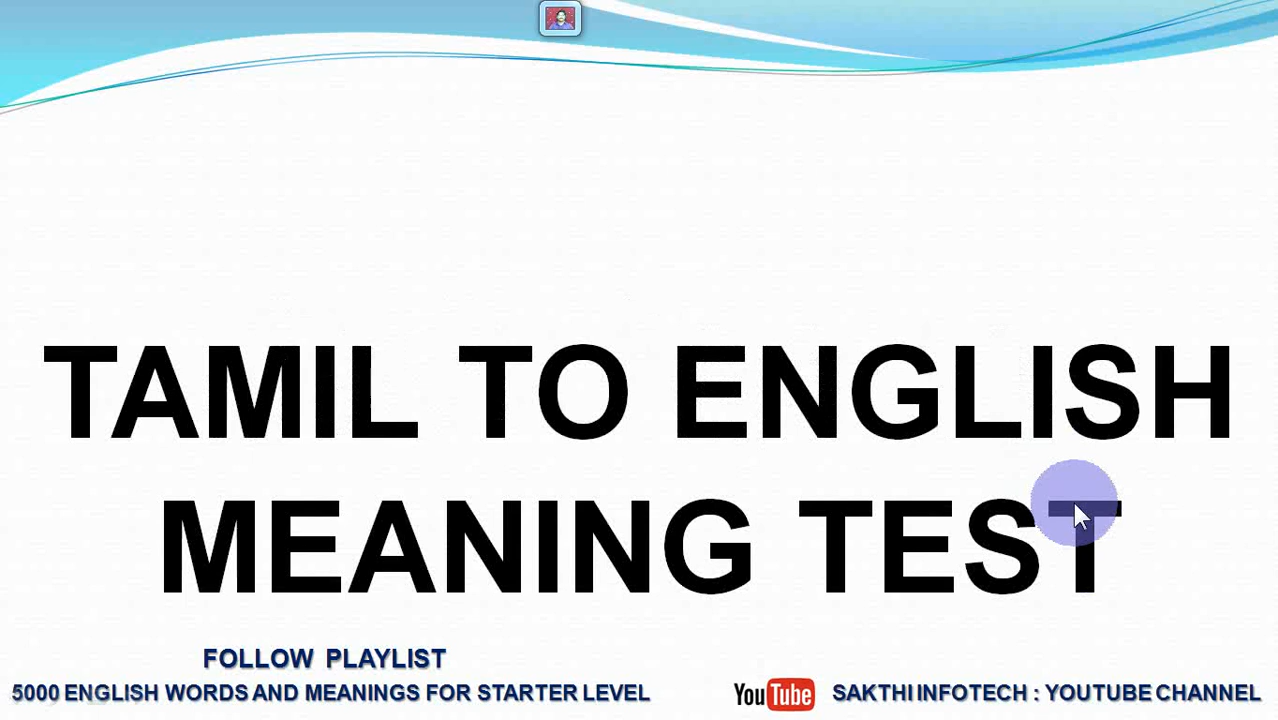 TAMIL TO ENGLISH
MEANING TEST
FOLLOW PLAYLIST
5000 ENGLISH WORDS AND MEANINGS FOR STARTER LEVEL
YouTube SAKTHI INFOTECH : YOUTUBE CHANNEL